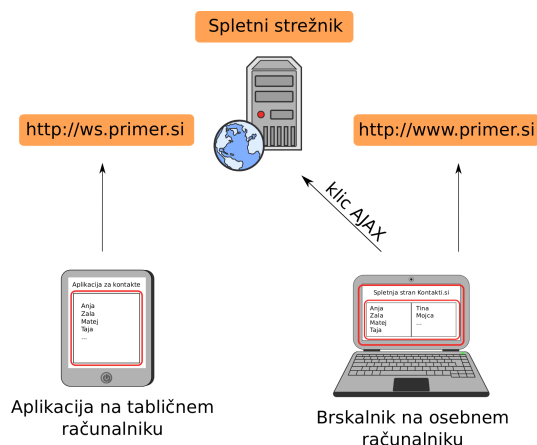 Spletni strežnik
http://ws.primer.si
http://www.primer.si
klic AJAX
Aplikacija za kontakte
Anja
Zala
Matej
Taja
...
Spletnja stran Kontakti.si
Anja
Zala
Matej
Taja
Tina
Mojca
...
Aplikacija na tabličnem
računalniku
Brskalnik na osebnem
računalniku